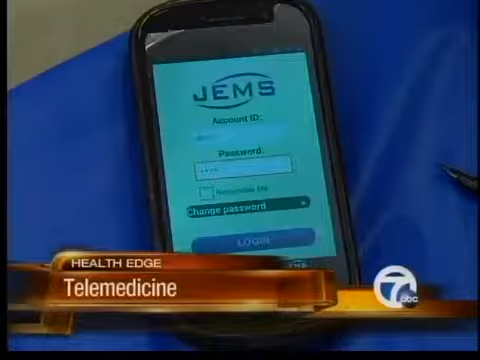 JEMS
Account ID:
Password:
Remember Me
Change password
LOGIN
HEALTH EDGE
Telemedicine
7
abc